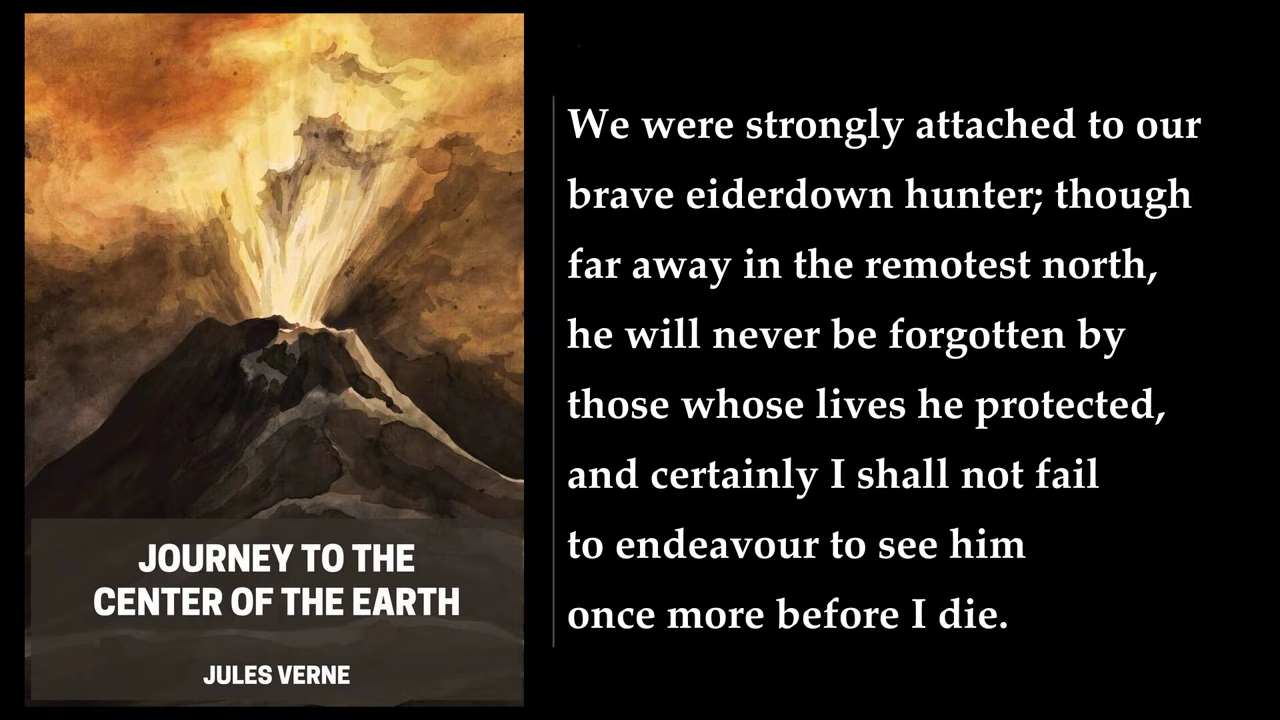 JOURNEY TO THE
CENTER OF THE EARTH
JULES VERNE
We were strongly attached to our
brave eiderdown hunter; though
far away in the remotest north,
he will never be forgotten by
those whose lives he protected,
and certainly I shall not fail
to endeavour to see him
once more before I die.